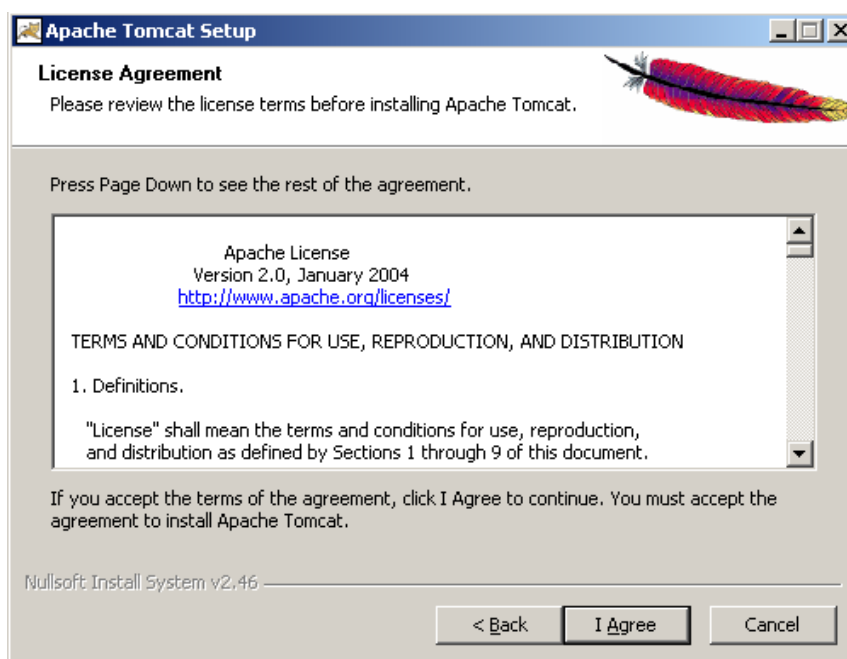 Apache Tomcat Setup
License Agreement
Please review the license terms before installing Apache Tomcat.
Press Page Down to see the rest of the agreement.
Apache License
Version 2.0, January 2004
http://www.apache.org/licenses/
TERMS AND CONDITIONS FOR USE, REPRODUCTION, AND DISTRIBUTION
1. Definitions.
"License" shall mean the terms and conditions for use, reproduction,
and distribution as defined by Sections 1 through 9 of this document.
If you accept the terms of the agreement, click I Agree to continue. You must accept the
agreement to install Apache Tomcat.
Nullsoft Install System v2.46
< Back I Agree Cancel